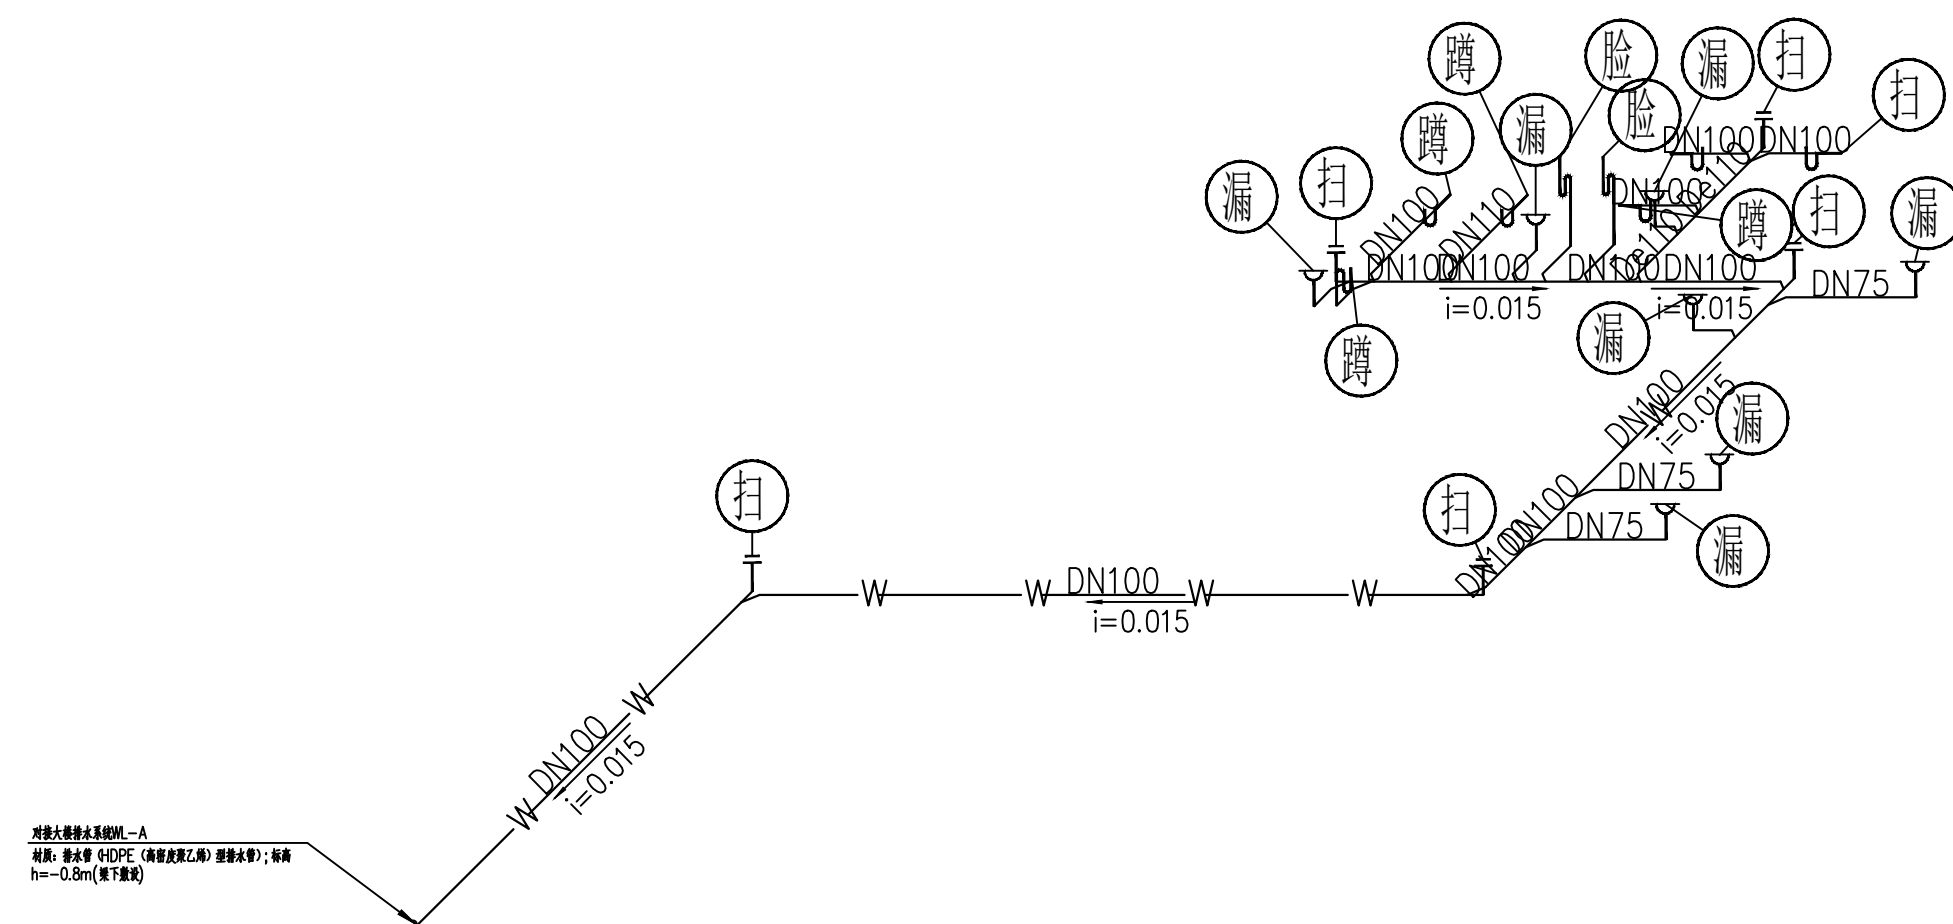 蹲
脸
漏
扫
扫
蹲
漏
脸
漏
扫
DN100
DN100
DN100
De110
De110
DN100
DN110
蹲
扫
漏
DN100
DN100
DN100
DN100
DN75
i=0.015
i=0.015
漏
蹲
DN100
W
i=0.015
漏
DN75
扫
DN100
DN75
漏
DN100
扫
W
W
DN100
W
W
i=0.015
W
DN100
i=0.015
W
对接大楼排水系统WL-A
材质：排水管（HDPE（高密度聚乙烯）型排水管）；标高
h=-0.8m(梁下敷设)